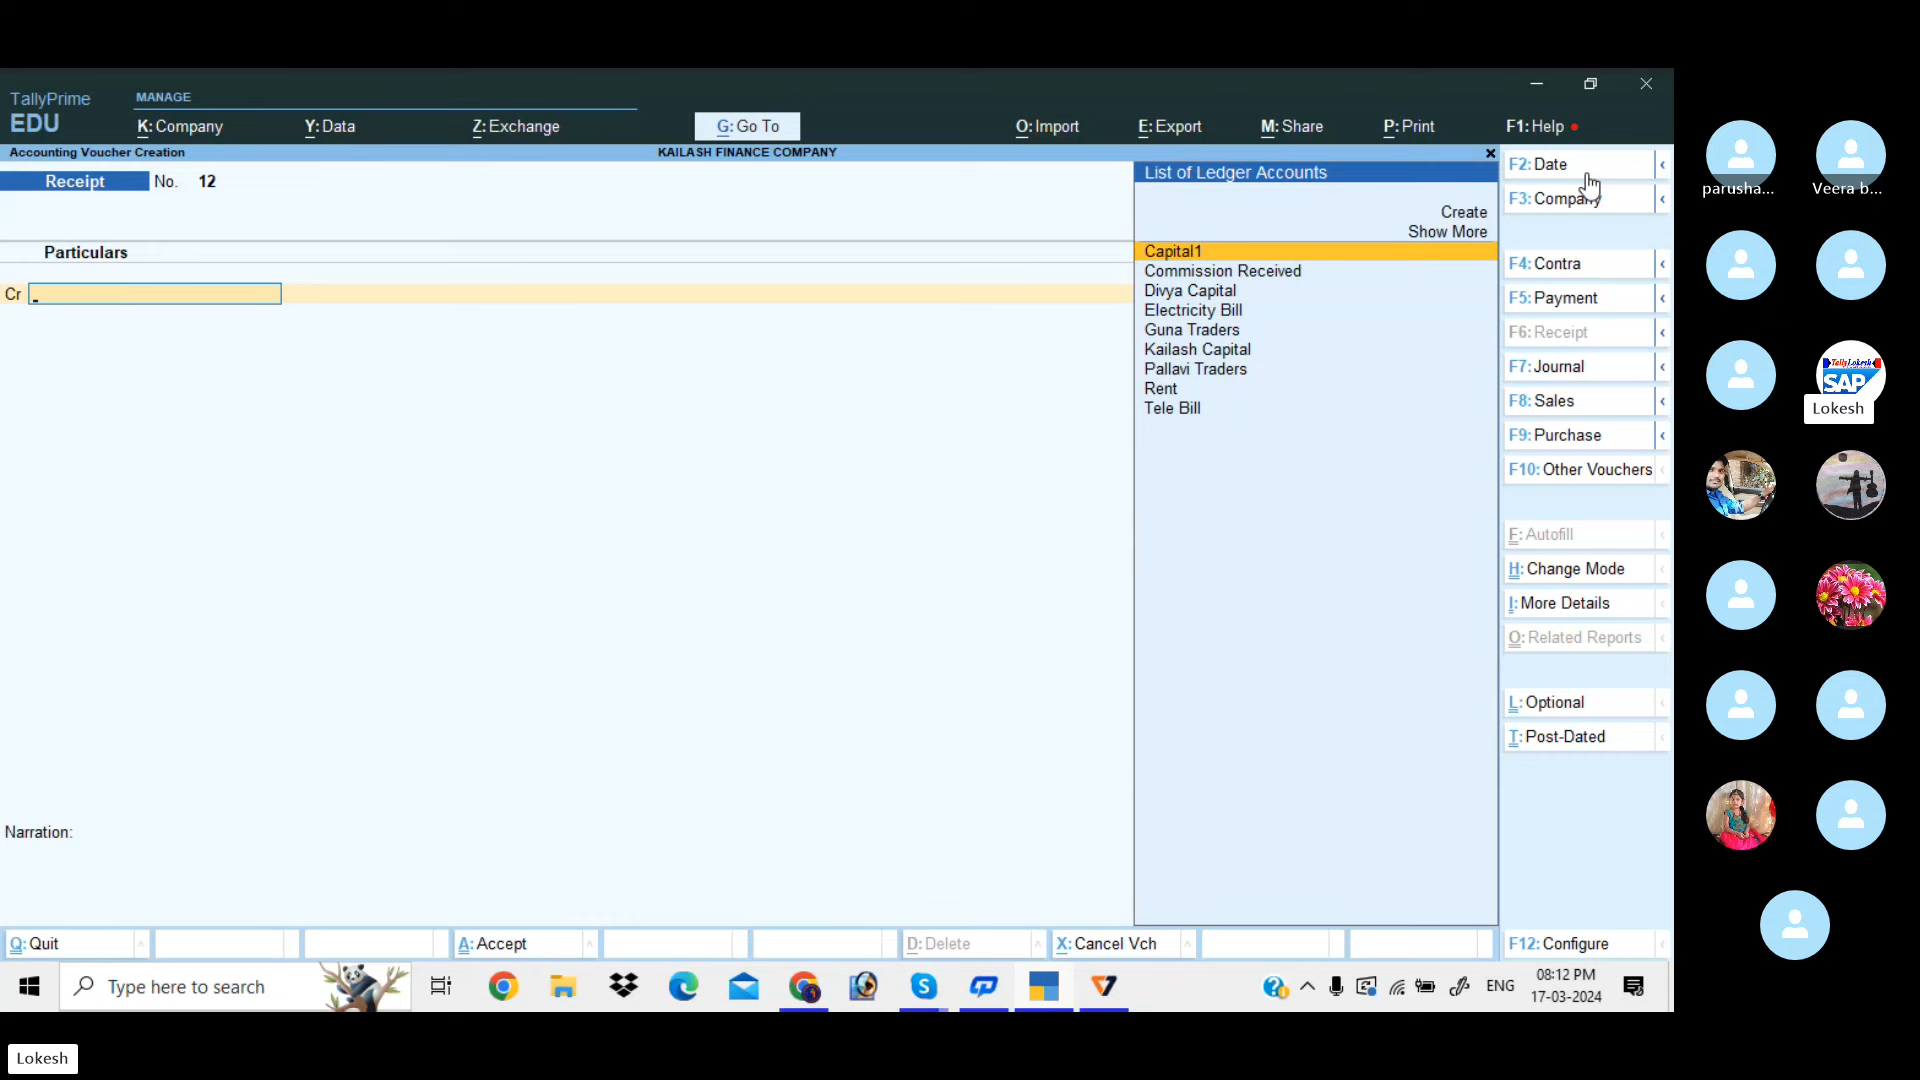 TallyPrime
EDU
MANAGE
K: Company
Y: Data
Z: Exchange
G: Go To
O: Import
E: Export
M: Share
P: Print
F1: Help
Accounting Voucher Creation
KAILASH FINANCE COMPANY
Receipt No. 12
Particulars
Cr
Narration:
List of Ledger Accounts
Create
Show More
Capital1
Commission Received
Divya Capital
Electricity Bill
Guna Traders
Kailash Capital
Pallavi Traders
Rent
Tele Bill
F2: Date
F3: Company
F4: Contra
F5: Payment
F6: Receipt
F7: Journal
F8: Sales
F9: Purchase
F10: Other Vouchers
F: Autofill
H: Change Mode
I: More Details
O: Related Reports
L: Optional
T: Post-Dated
Q: Quit
A: Accept
D: Delete
X: Cancel Vch
F12: Configure
Type here to search
ENG
08:12 PM
17-03-2024
parusha...
Veera b...
Tally Lokesh
SAP
Lokesh
Lokesh